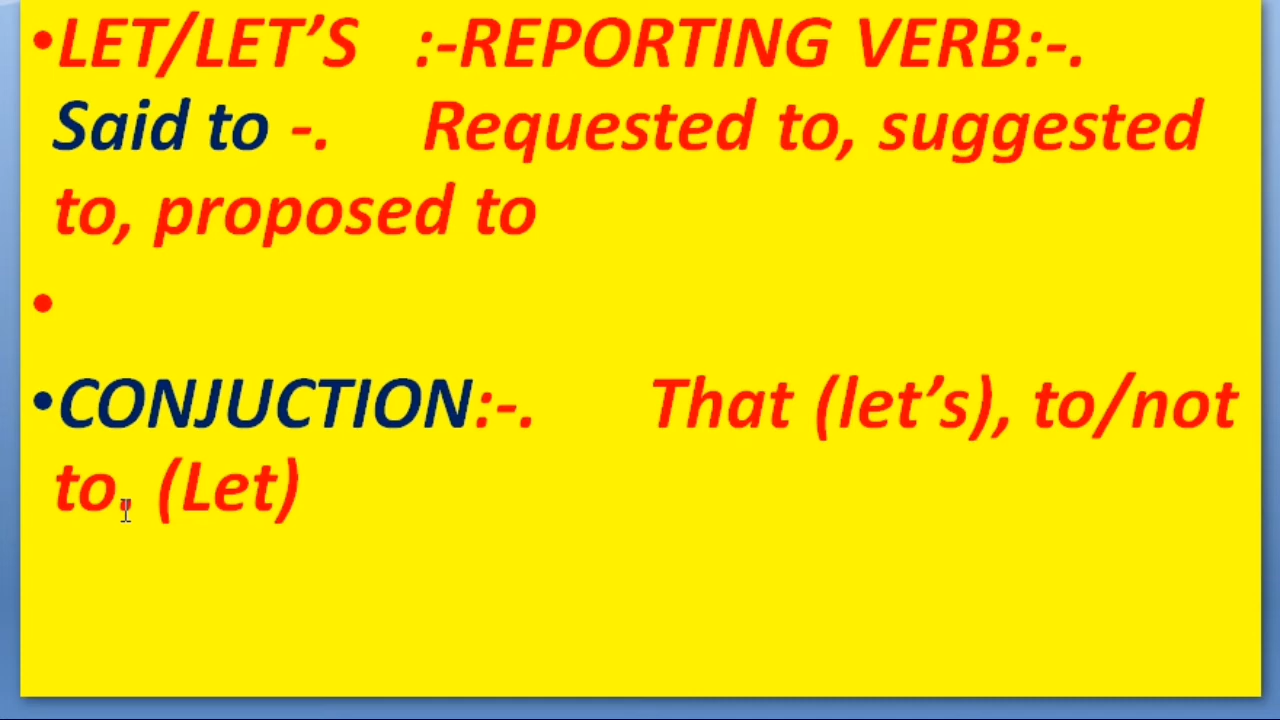 •LET/LET’S :-REPORTING VERB:-.
Said to -. Requested to, suggested
to, proposed to
•
•CONJUCTION:-. That (let’s), to/not
to, (Let)